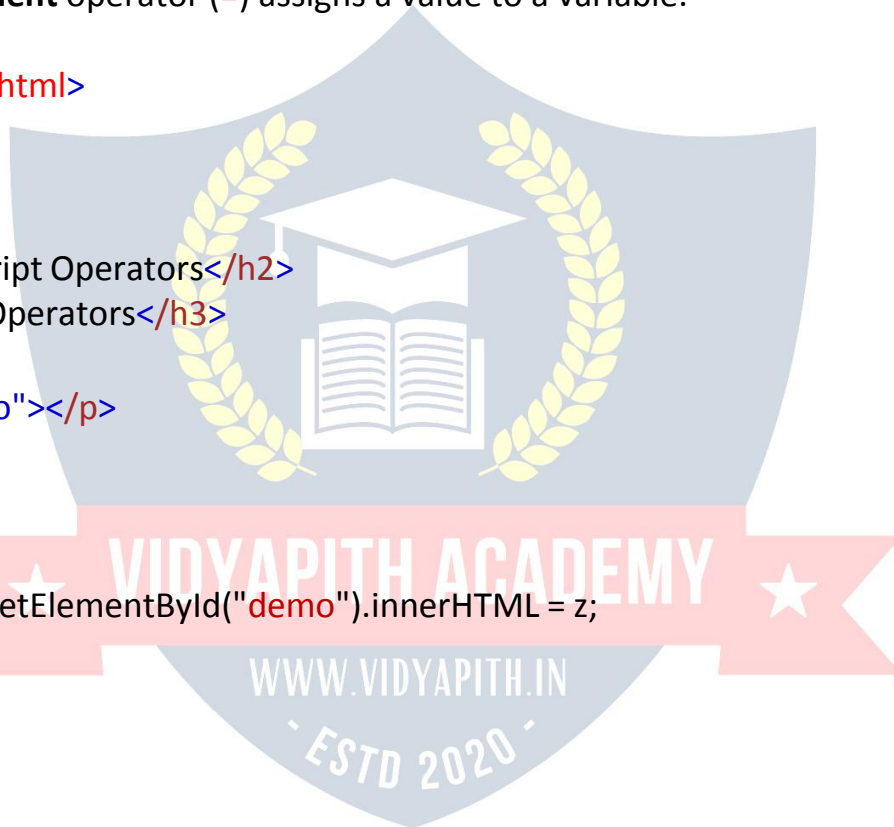 ent operator (=) assigns a value to a variable.
html>
ript Operators</h2>
Operators</h3>
o"></p>
VIDYAPITH ACADEMY
etElementById("demo").innerHTML = z;
WWW.VIDYAPITH.IN
- ESTD 2020 -